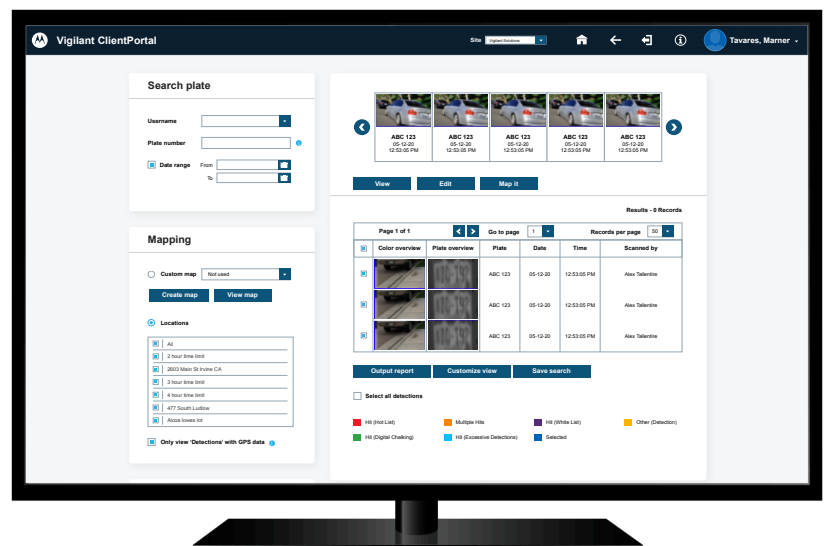 Vigilant ClientPortal
Site Vigilant Solutions
Tavares, Marner
Search plate
Username
Plate number
Date range From
To
Mapping
Custom map Not used
Create map View map
Locations
All
2 hour time limit
2603 Main St Irvine CA
3 hour time limit
4 hour time limit
477 South Ludlow
Alcoa lowes lot
Only view 'Detections' with GPS data
ABC 123 ABC 123 ABC 123 ABC 123 ABC 123
05-12-20 05-12-20 05-12-20 05-12-20 05-12-20
12:53:05 PM 12:53:05 PM 12:53:05 PM 12:53:05 PM 12:53:05 PM
View Edit Map it
Results - 0 Records
Page 1 of 1 Go to page 1 Records per page 50
Color overview Plate overview Plate Date Time Scanned by
ABC 123 05-12-20 12:53:05 PM Alex Tallentire
ABC 123 05-12-20 12:53:05 PM Alex Tallentire
ABC 123 05-12-20 12:53:05 PM Alex Tallentire
Output report Customize view Save search
Select all detections
Hit (Hot List) Multiple Hits Hit (White List) Other (Detection)
Hit (Digital Chalking) Hit (Excessive Detections) Selected